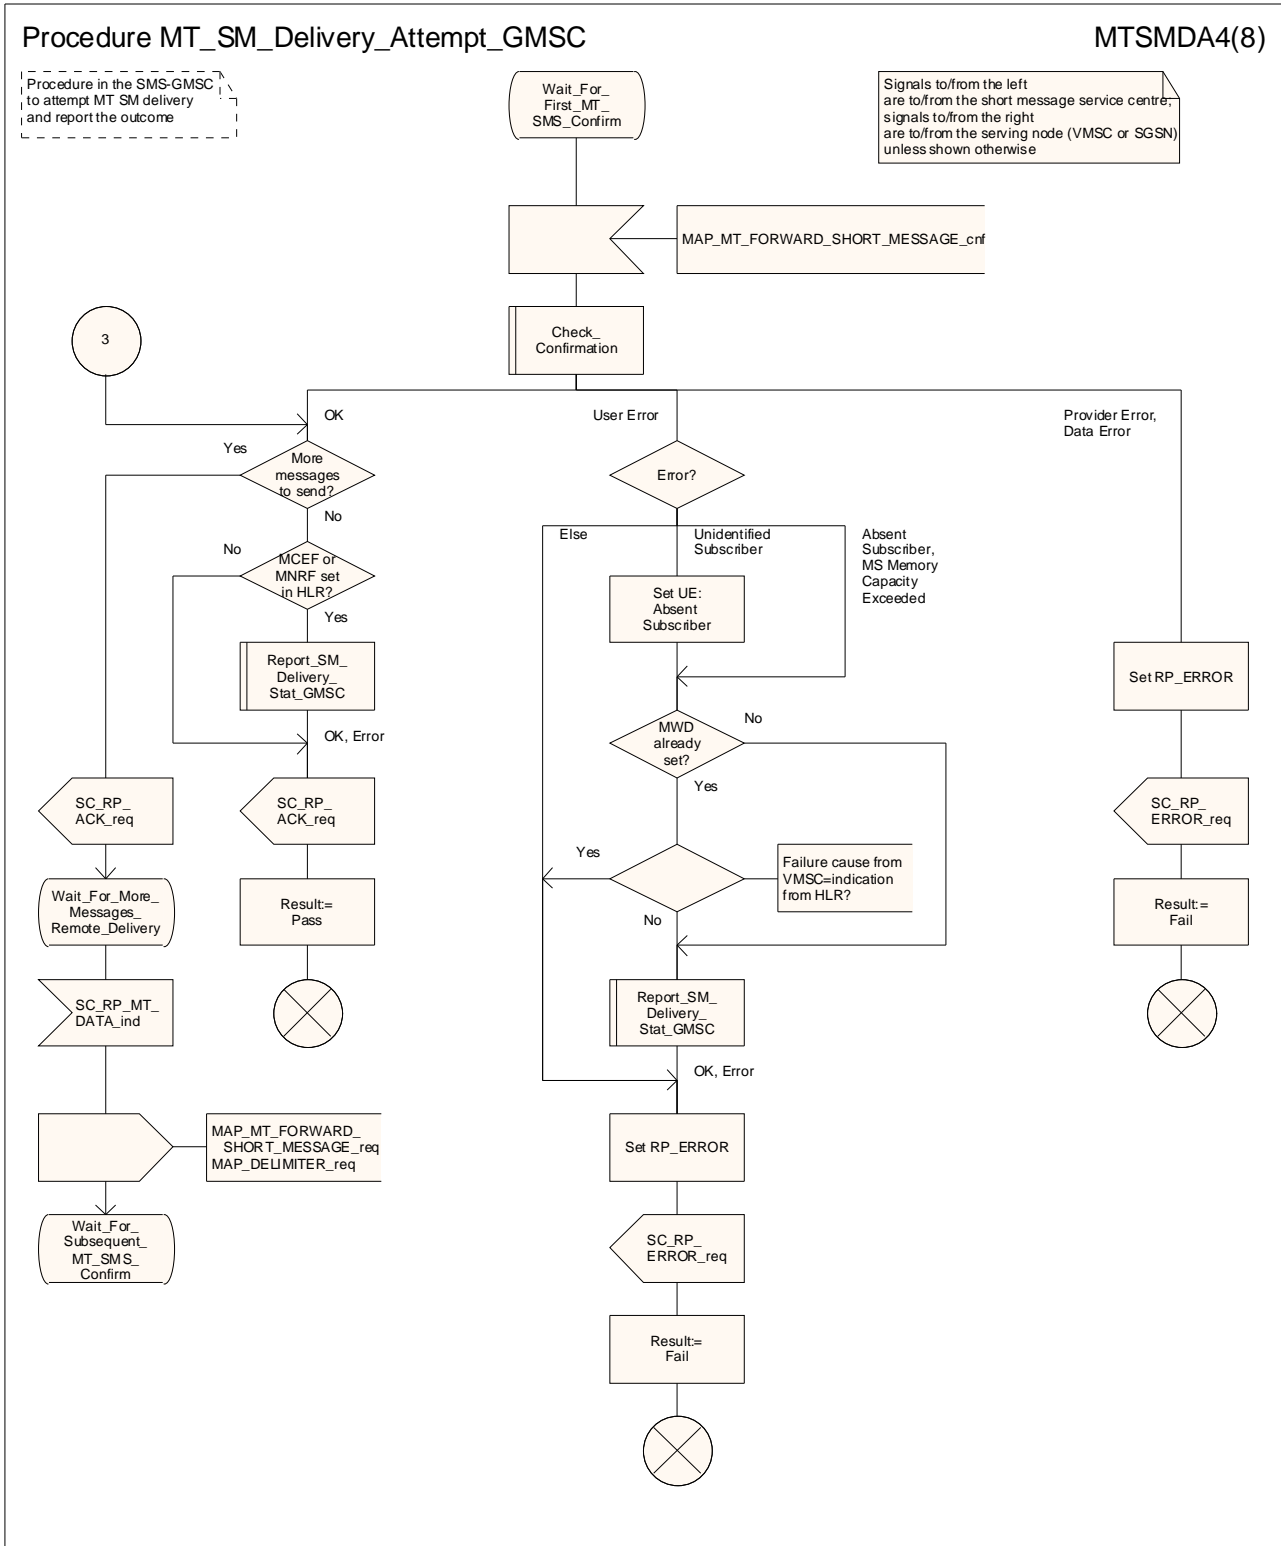 Procedure MT_SM_Delivery_Attempt_GMSC
MTSMDA4(8)
Procedure in the SMS-GMSC
to attempt MT SM delivery
and report the outcome
Wait_For_
First_MT_
SMS_Confirm
Signals to/from the left
are to/from the short message service centre;
signals to/from the right
are to/from the serving node (VMSC or SGSN)
unless shown otherwise
MAP_MT_FORWARD_SHORT_MESSAGE_cnf
3
Check_
Confirmation
OK
User Error
Provider Error,
Data Error
Yes
More
messages
to send?
Error?
No
Else
Unidentified
Subscriber
Absent
Subscriber,
MS Memory
Capacity
Exceeded
No
MCEF or
MNRF set
in HLR?
Yes
Set UE:
Absent
Subscriber
Report_SM_
Delivery_
Stat_GMSC
Set RP_ERROR
OK, Error
MWD
already
set?
No
Yes
SC_RP_
ACK_req
SC_RP_
ACK_req
SC_RP_
ERROR_req
Yes
Failure cause from
VMSC=indication
from HLR?
No
Wait_For_More_
Messages_
Remote_Delivery
Result:=
Pass
Result:=
Fail
SC_RP_MT_
DATA_ind
Report_SM_
Delivery_
Stat_GMSC
OK, Error
MAP_MT_FORWARD_
SHORT_MESSAGE_req
MAP_DELIMITER_req
Set RP_ERROR
Wait_For_
Subsequent_
MT_SMS_
Confirm
SC_RP_
ERROR_req
Result:=
Fail